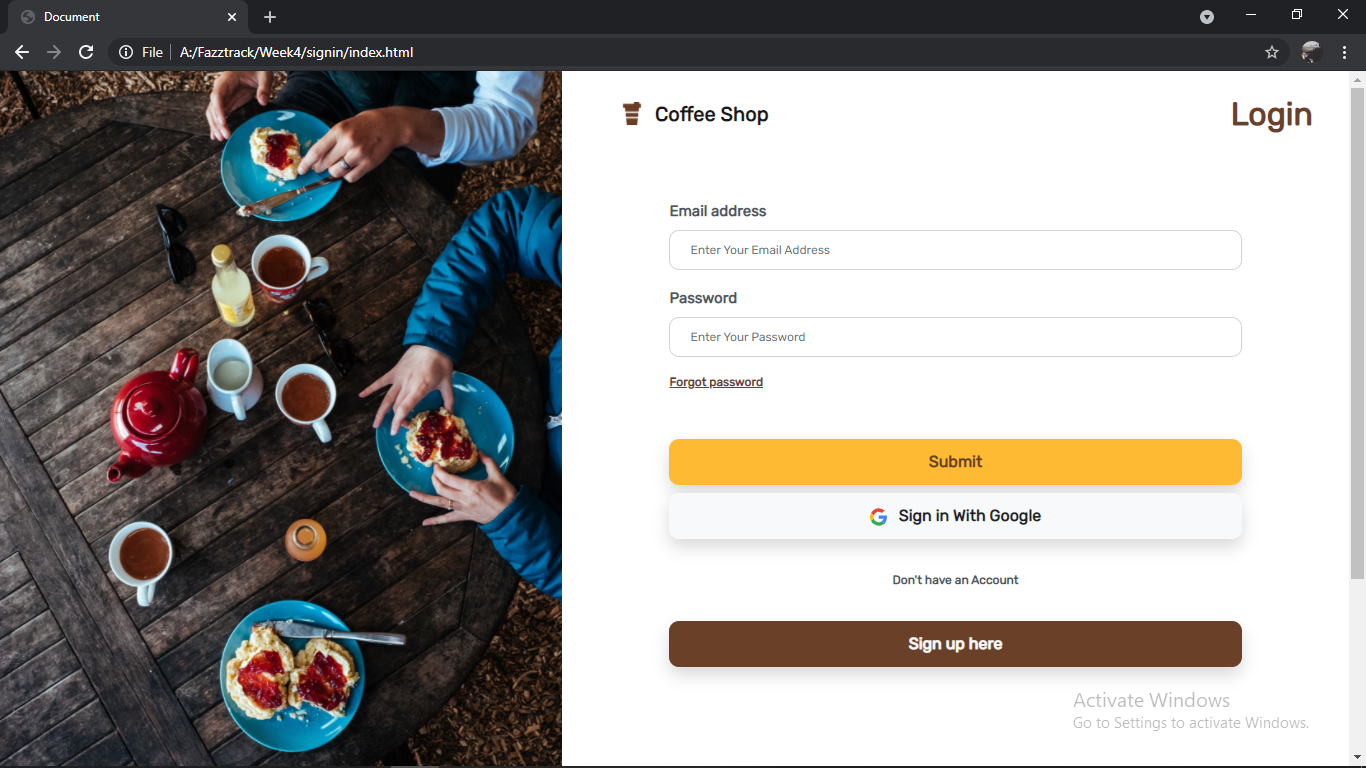 Document
File
A:/Fazztrack/Week4/signin/index.html
Coffee Shop
Login
Email address
Enter Your Email Address
Password
Enter Your Password
Forgot password
Submit
Sign in With Google
Don't have an Account
Sign up here
Activate Windows
Go to Settings to activate Windows.